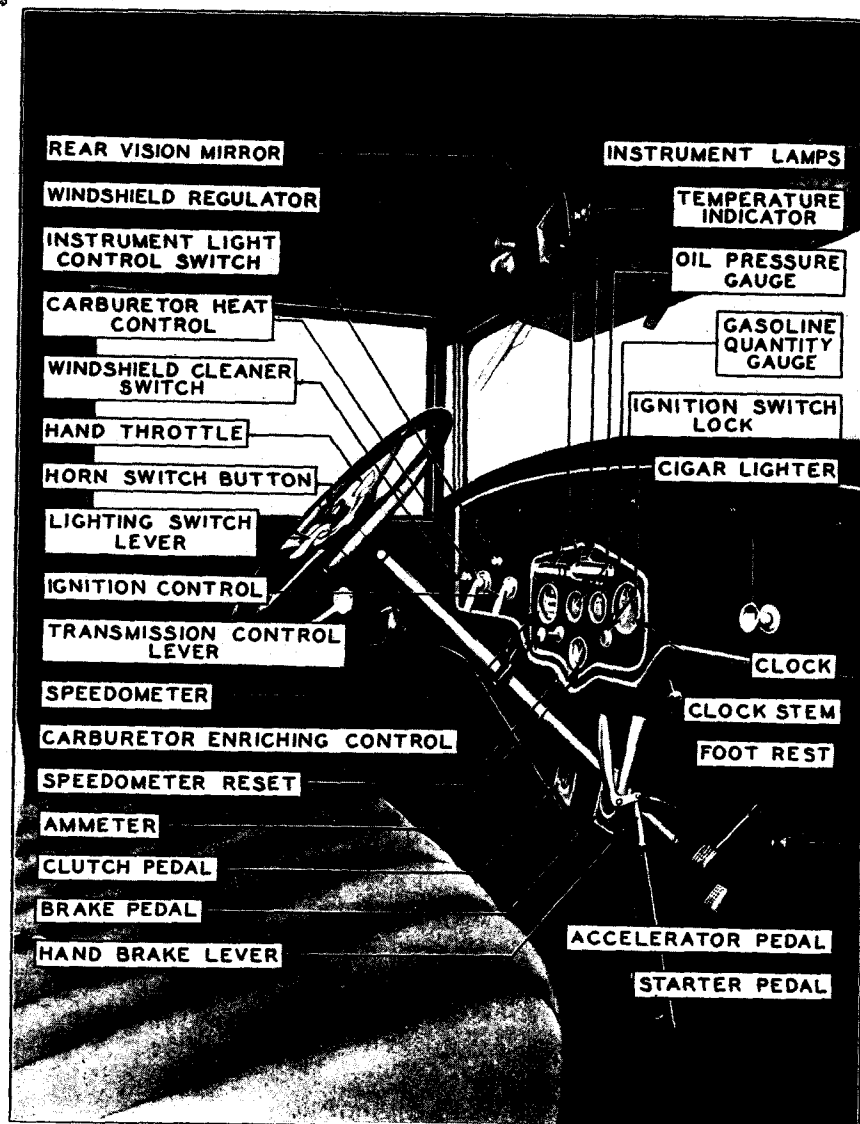 REAR VISION MIRROR
WINDSHIELD REGULATOR
INSTRUMENT LIGHT
CONTROL SWITCH
CARBURETOR HEAT
CONTROL
WINDSHIELD CLEANER
SWITCH
HAND THROTTLE
HORN SWITCH BUTTON
LIGHTING SWITCH
LEVER
IGNITION CONTROL
TRANSMISSION CONTROL
LEVER
SPEEDOMETER
CARBURETOR ENRICHING CONTROL
SPEEDOMETER RESET
AMMETER
CLUTCH PEDAL
BRAKE PEDAL
HAND BRAKE LEVER
INSTRUMENT LAMPS
TEMPERATURE
INDICATOR
OIL PRESSURE
GAUGE
GASOLINE
QUANTITY
GAUGE
IGNITION SWITCH
LOCK
CIGAR LIGHTER
CLOCK
CLOCK STEM
FOOT REST
ACCELERATOR PEDAL
STARTER PEDAL